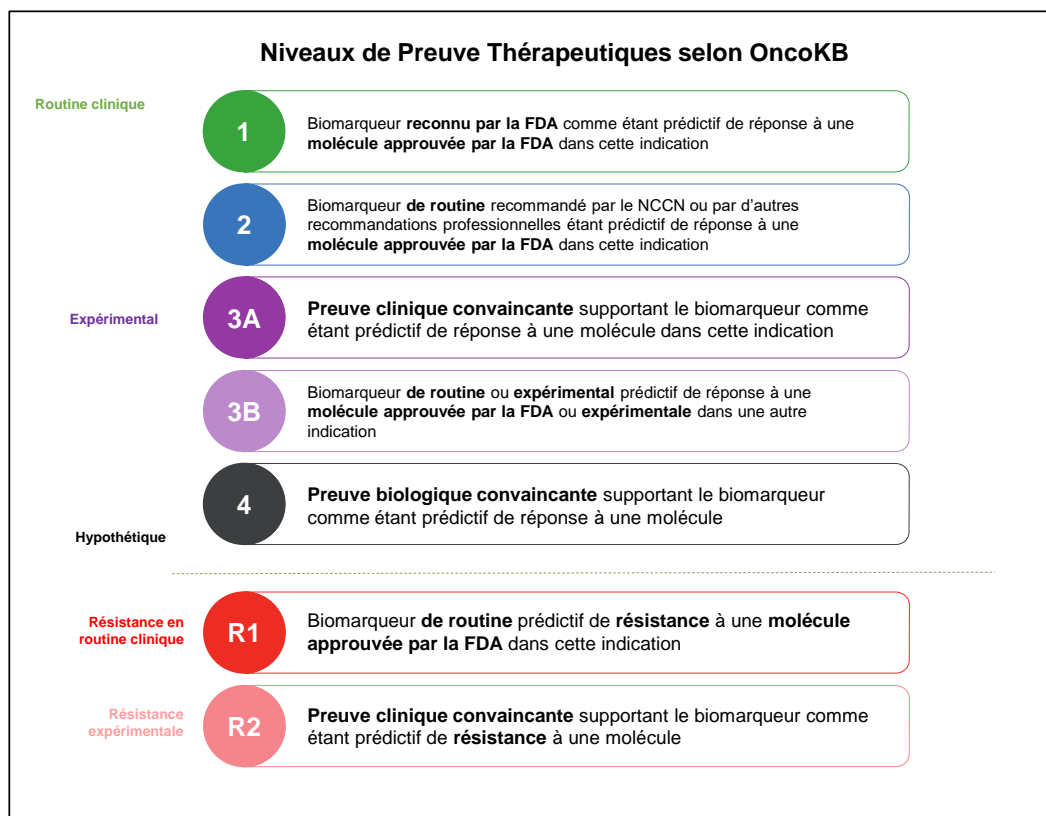 Niveaux de Preuve Thérapeutiques selon OncoKB
Routine clinique
1
Biomarqueur reconnu par la FDA comme étant prédictif de réponse à une
molécule approuvée par la FDA dans cette indication
2
Biomarqueur de routine recommandé par le NCCN ou par d'autres
recommandations professionnelles étant prédictif de réponse à une
molécule approuvée par la FDA dans cette indication
Expérimental
3A
Preuve clinique convaincante supportant le biomarqueur comme
étant prédictif de réponse à une molécule dans cette indication
3B
Biomarqueur de routine ou expérimental prédictif de réponse à une
molécule approuvée par la FDA ou expérimentale dans une autre
indication
4
Preuve biologique convaincante supportant le biomarqueur
comme étant prédictif de réponse à une molécule
Hypothétique
Résistance en
routine clinique
R1
Biomarqueur de routine prédictif de résistance à une molécule
approuvée par la FDA dans cette indication
Résistance
expérimentale
R2
Preuve clinique convaincante supportant le biomarqueur comme
étant prédictif de résistance à une molécule